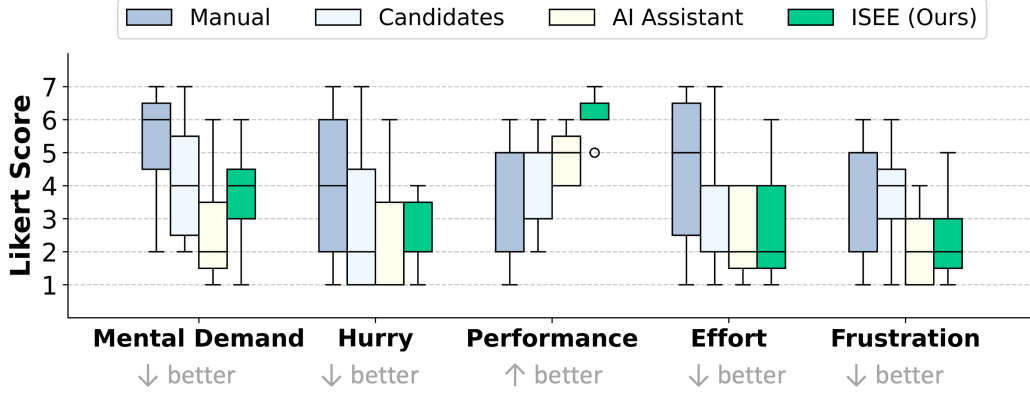 Manual Candidates AI Assistant ISEE (Ours)
Likert Score
7
6
5
4
3
2
1
Mental Demand Hurry Performance Effort Frustration
↓ better ↓ better ↑ better ↓ better ↓ better